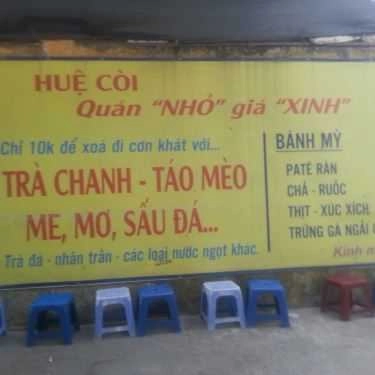 HUỆ CÒI
Quán "NHỎ" giá "XINH"
Chỉ 10k để xoá đi cơn khát với...
TRÀ CHANH - TÁO MÈO
ME, MƠ, SẤU ĐÁ...
Trà đá - nhân trần - các loại nước ngọt khác.
BÁNH MỲ
PATÊ RÁN
CHẢ - RUỐC
THỊT - XÚC XÍCH
TRỨNG GÀ NGẢI
Kính